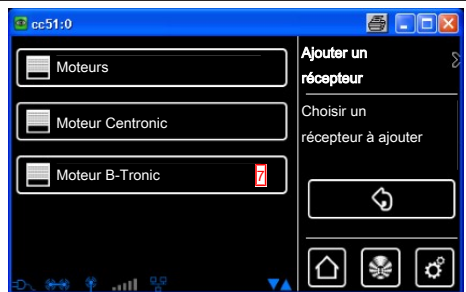 cc51:0
Moteurs
Moteur Centronic
Moteur B-Tronic
7
Ajouter un
récepteur
Choisir un
récepteur à ajouter